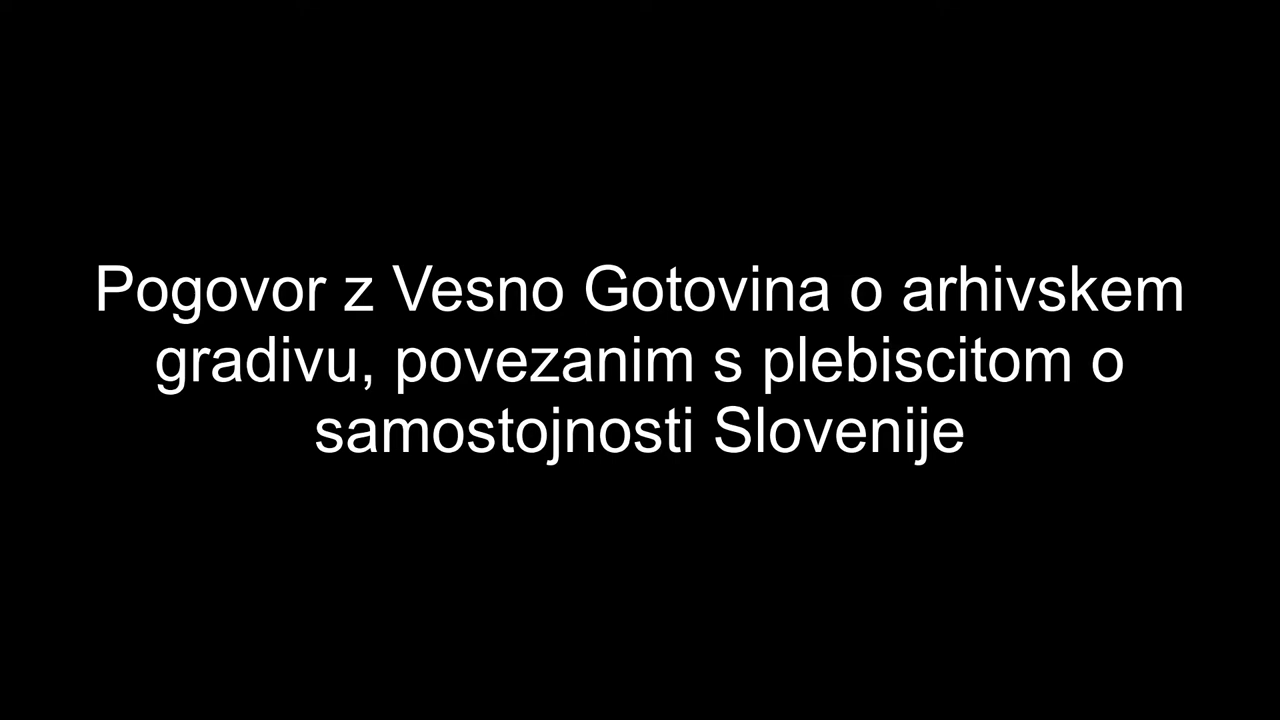 Pogovor z Vesno Gotovina o arhivskem
gradivu, povezanim s plebiscitom o
samostojnosti Slovenije